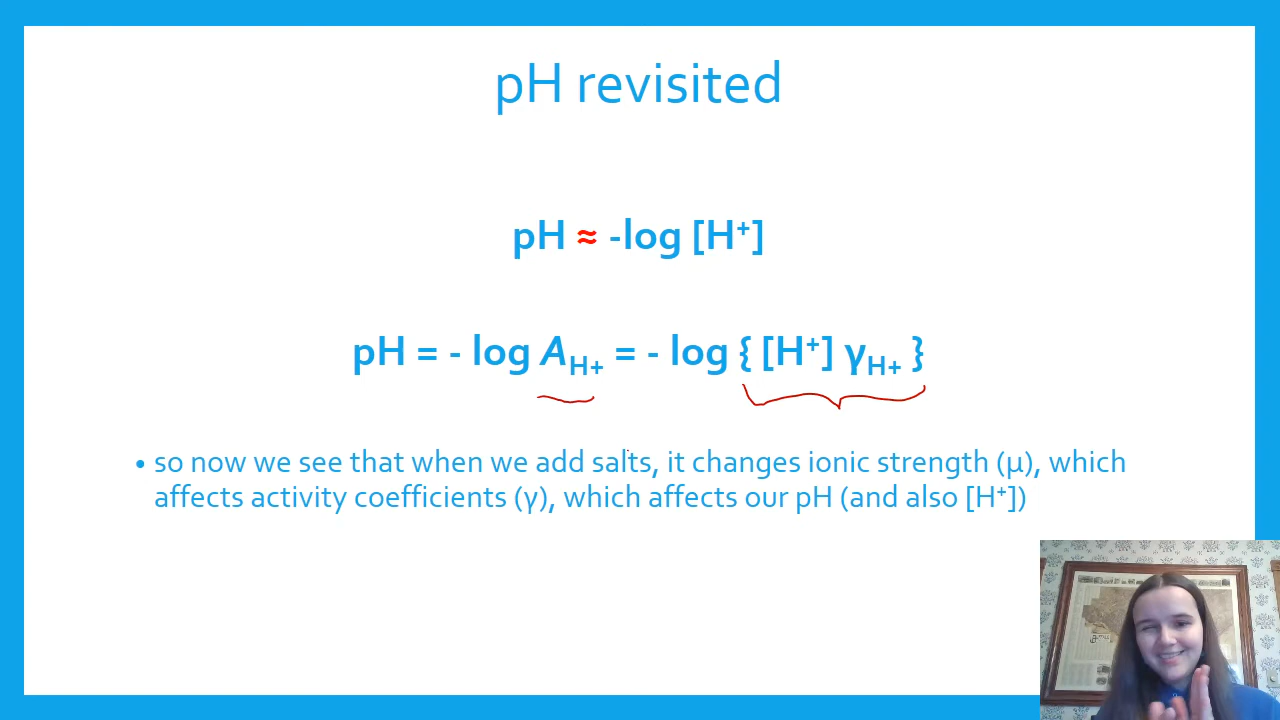 pH revisited
pH ≈ -log [H⁺]
pH = - log A_H+ = - log { [H⁺] γ_H+ }
• so now we see that when we add salts, it changes ionic strength (μ), which
affects activity coefficients (γ), which affects our pH (and also [H⁺])